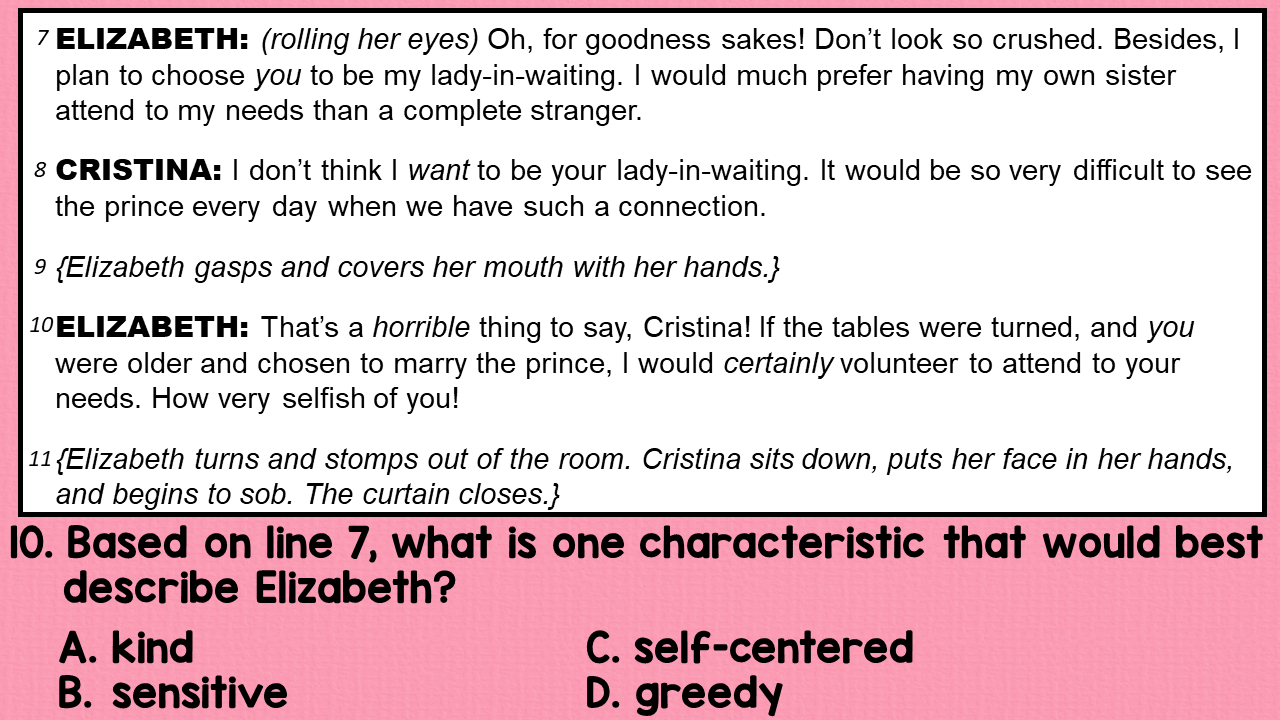 7 ELIZABETH: (rolling her eyes) Oh, for goodness sakes! Don’t look so crushed. Besides, I
plan to choose you to be my lady-in-waiting. I would much prefer having my own sister
attend to my needs than a complete stranger.
8 CRISTINA: I don’t think I want to be your lady-in-waiting. It would be so very difficult to see
the prince every day when we have such a connection.
9 {Elizabeth gasps and covers her mouth with her hands.}
10 ELIZABETH: That’s a horrible thing to say, Cristina! If the tables were turned, and you
were older and chosen to marry the prince, I would certainly volunteer to attend to your
needs. How very selfish of you!
11 {Elizabeth turns and stomps out of the room. Cristina sits down, puts her face in her hands,
and begins to sob. The curtain closes.}
10. Based on line 7, what is one characteristic that would best
describe Elizabeth?
A. kind
B. sensitive
C. self-centered
D. greedy